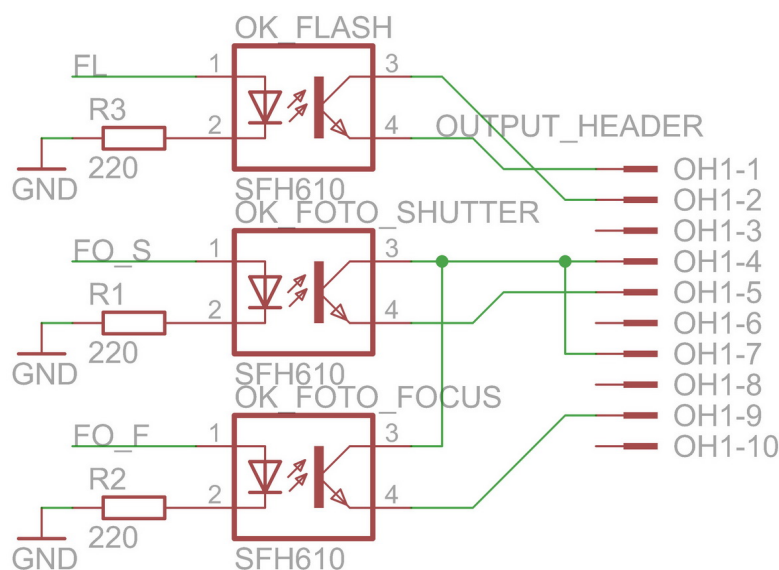 OK_FLASH
FL
1
3
R3
2
4
OUTPUT_HEADER
220
GND
SFH610
OH1-1
OH1-2
OH1-3
OH1-4
OH1-5
OH1-6
OH1-7
OH1-8
OH1-9
OH1-10
OK_FOTO_SHUTTER
FO_S
1
3
R1
2
4
220
GND
SFH610
OK_FOTO_FOCUS
FO_F
1
3
R2
2
4
220
GND
SFH610